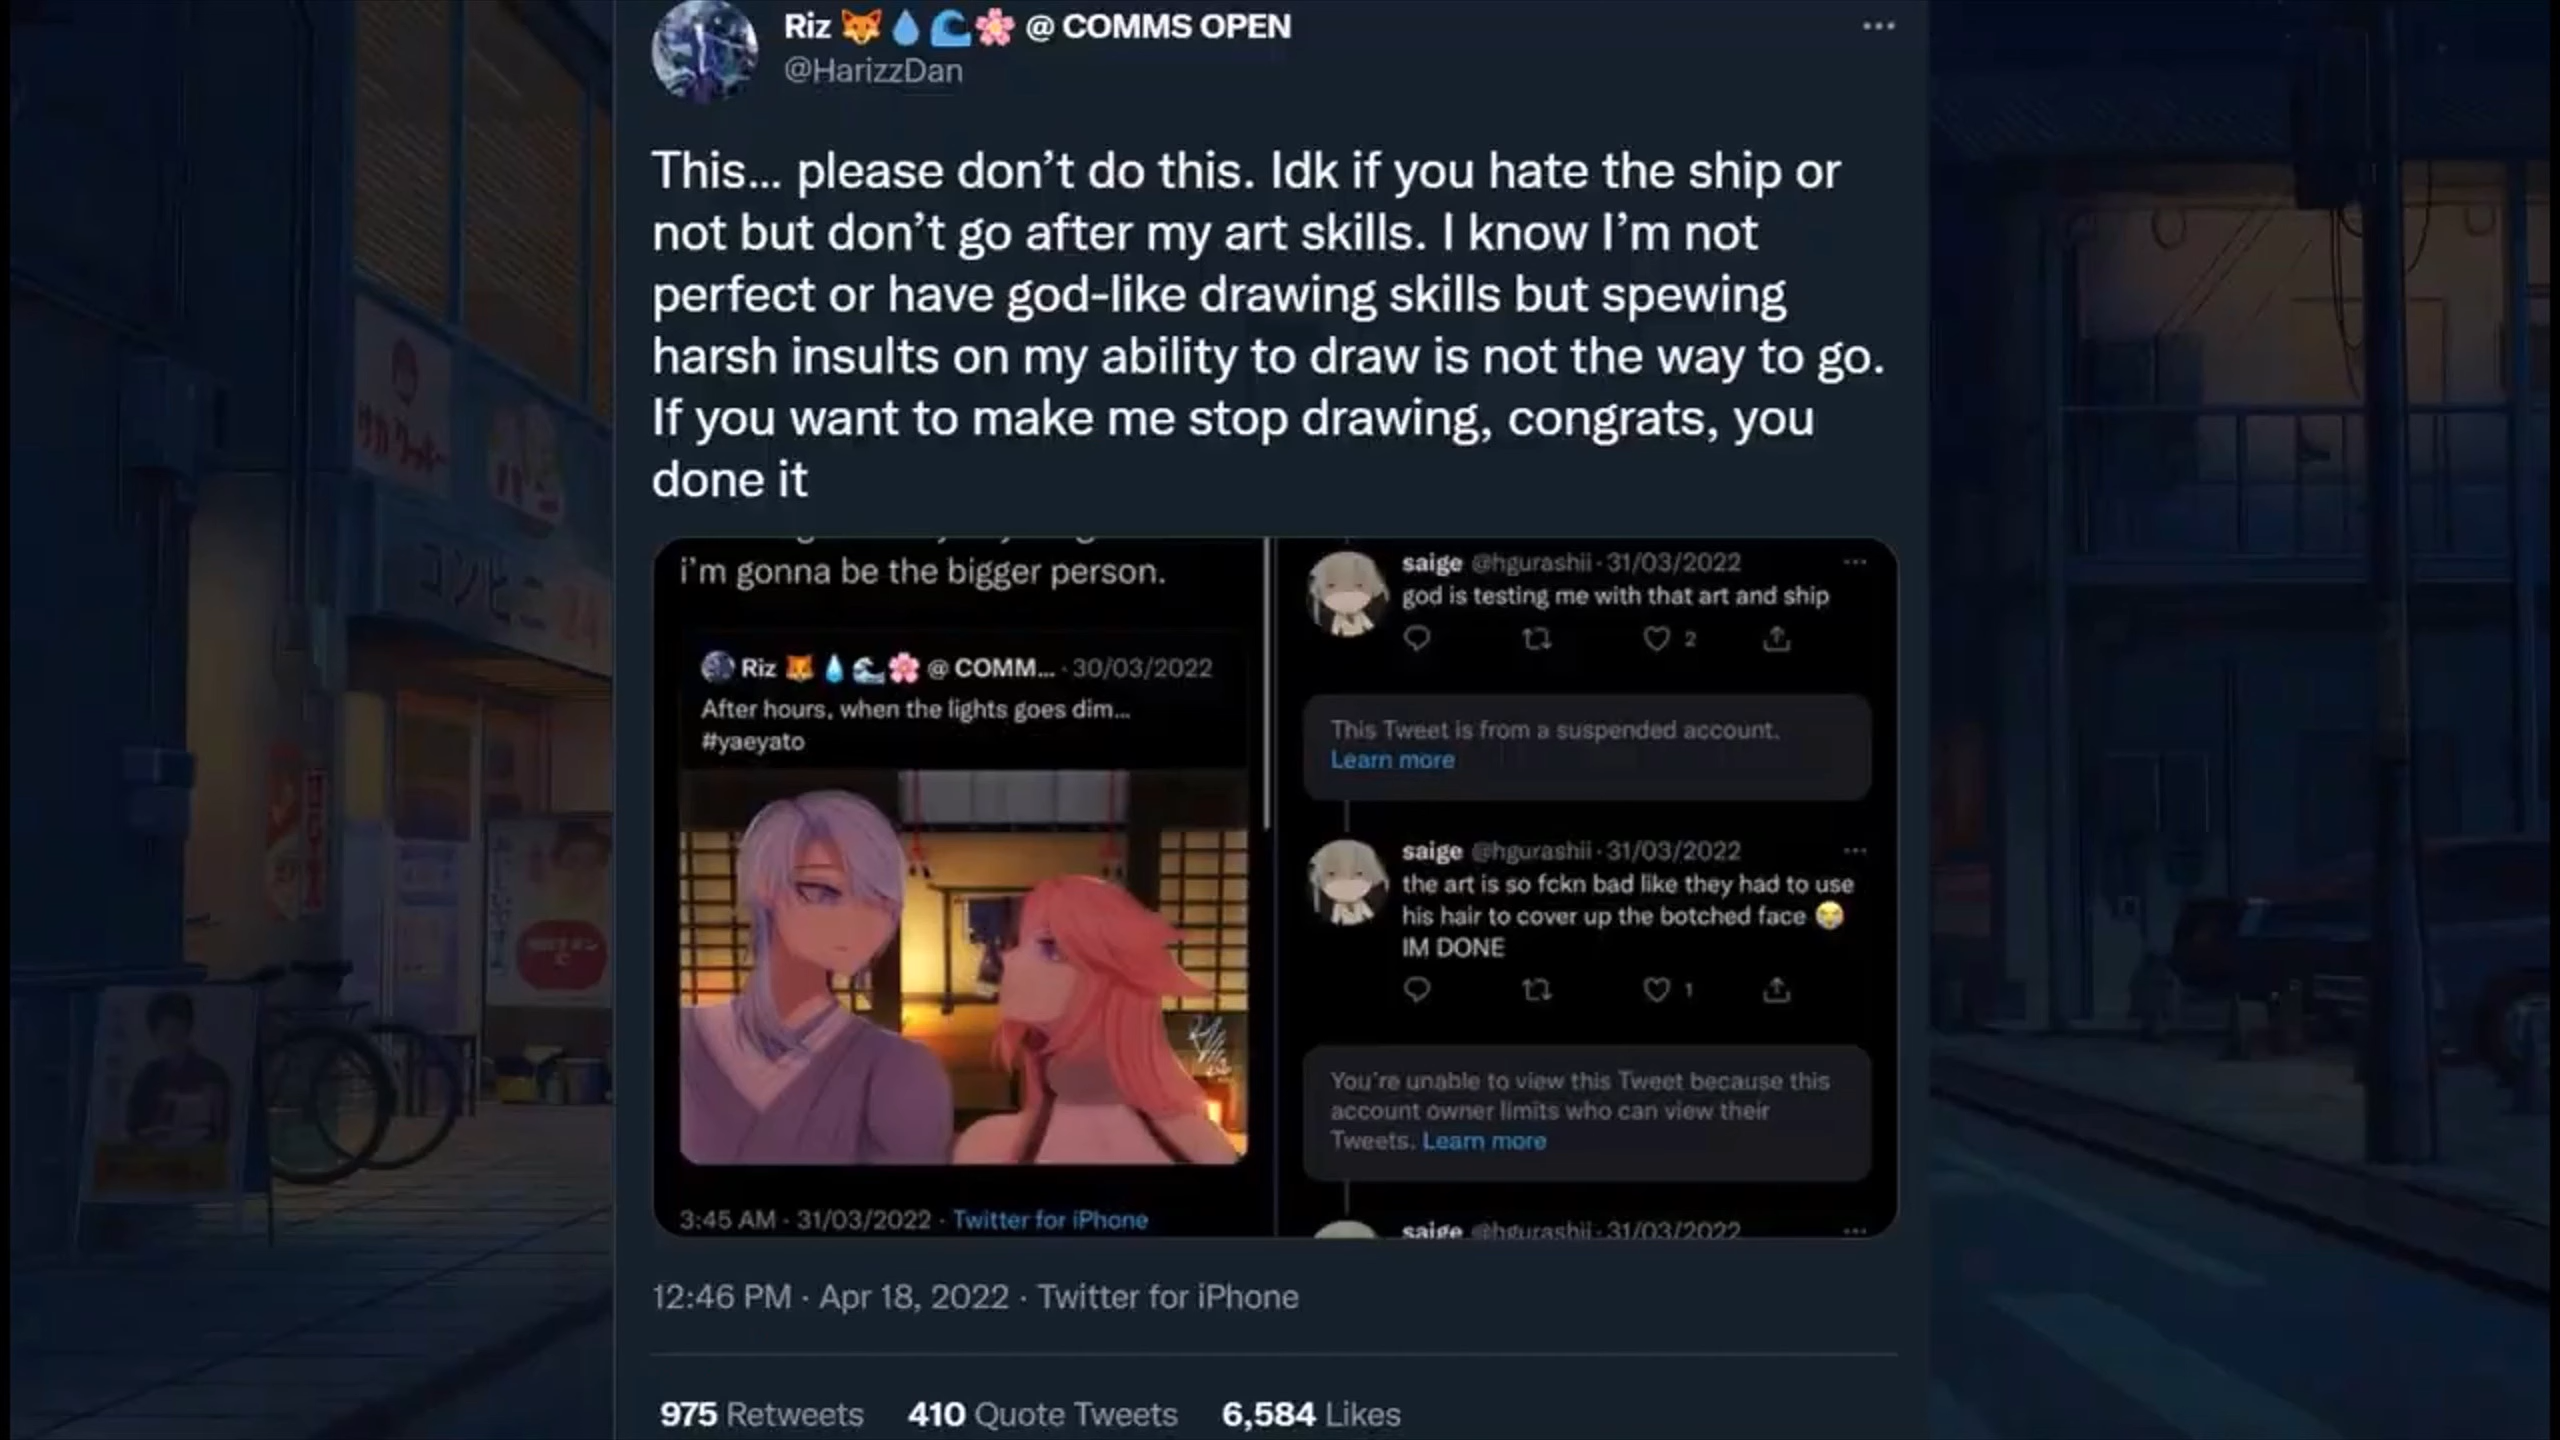 Riz 🦊💧🌊🌸 @ COMMS OPEN
@HarizzDan
This... please don't do this. Idk if you hate the ship or
not but don't go after my art skills. I know I'm not
perfect or have god-like drawing skills but spewing
harsh insults on my ability to draw is not the way to go.
If you want to make me stop drawing, congrats, you
done it
i'm gonna be the bigger person.
Riz 🦊💧🌊🌸 @ COMM... · 30/03/2022
After hours, when the lights goes dim...
#yaeyato
3:45 AM · 31/03/2022 · Twitter for iPhone
saige @hgurashii · 31/03/2022
god is testing me with that art and ship
2
This Tweet is from a suspended account.
Learn more
saige @hgurashii · 31/03/2022
the art is so fckn bad like they had to use
his hair to cover up the botched face 😭
IM DONE
1
You're unable to view this Tweet because this
account owner limits who can view their
Tweets. Learn more
saige @hgurashii · 31/03/2022
12:46 PM · Apr 18, 2022 · Twitter for iPhone
975 Retweets 410 Quote Tweets 6,584 Likes
コンビニ 24